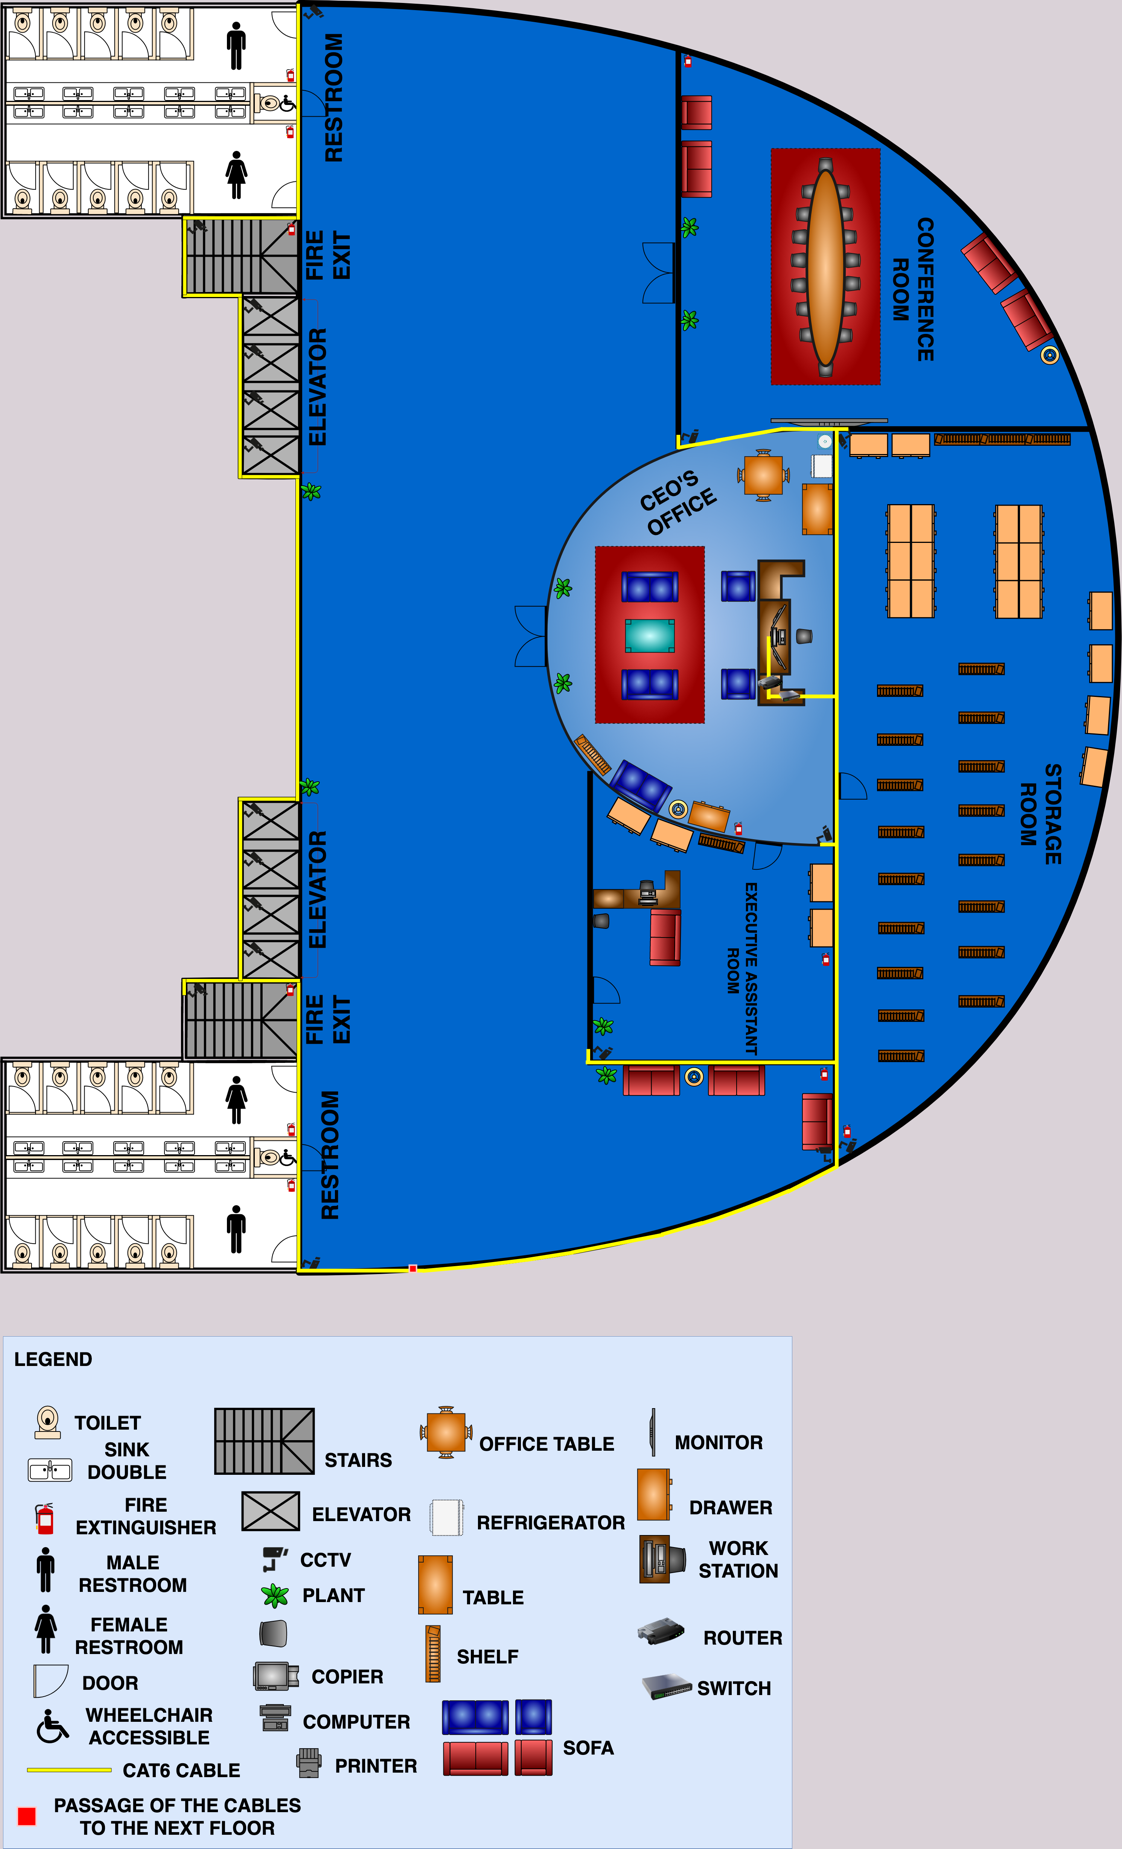 RESTROOM
FIRE
EXIT
ELEVATOR
CONFERENCE
ROOM
CEO'S
OFFICE
STORAGE
ROOM
ELEVATOR
EXECUTIVE ASSISTANT
ROOM
FIRE
EXIT
RESTROOM
LEGEND
TOILET
SINK
DOUBLE
FIRE
EXTINGUISHER
MALE
RESTROOM
FEMALE
RESTROOM
DOOR
WHEELCHAIR
ACCESSIBLE
CAT6 CABLE
PASSAGE OF THE CABLES
TO THE NEXT FLOOR
STAIRS
ELEVATOR
CCTV
PLANT
COPIER
COMPUTER
PRINTER
OFFICE TABLE
REFRIGERATOR
TABLE
SHELF
SOFA
MONITOR
DRAWER
WORK
STATION
ROUTER
SWITCH